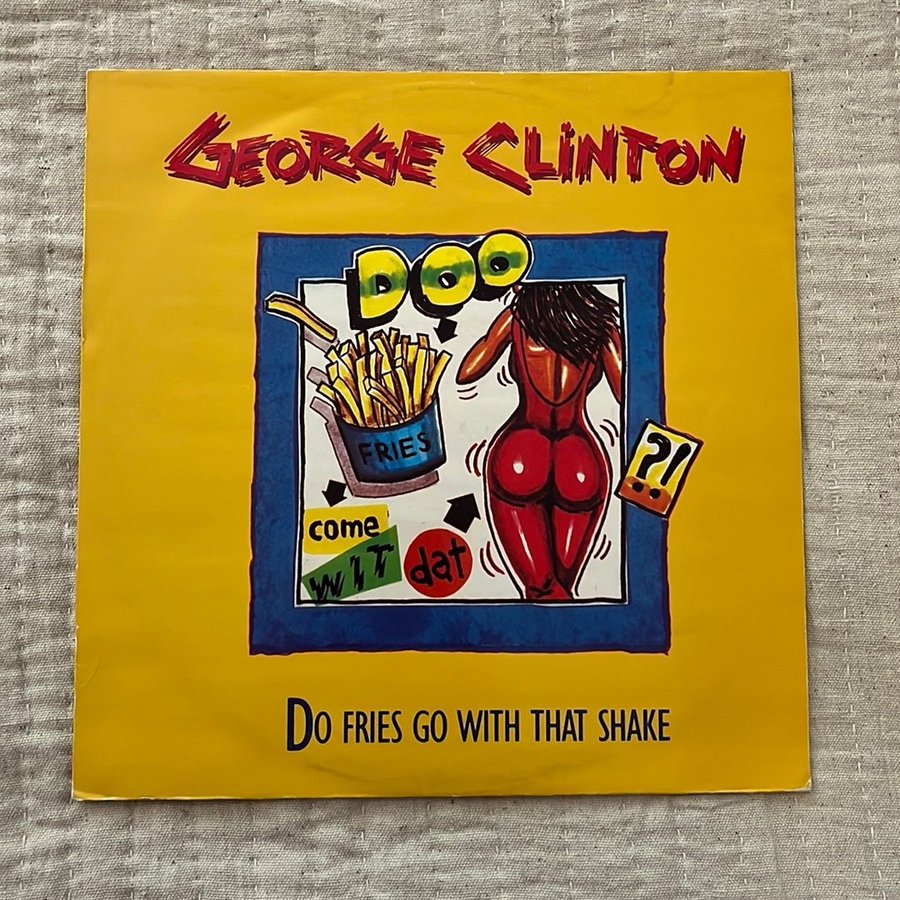 GEORGE CLINTON
DOO
FRIES
come
WIT
dat
?!
DO FRIES GO WITH THAT SHAKE